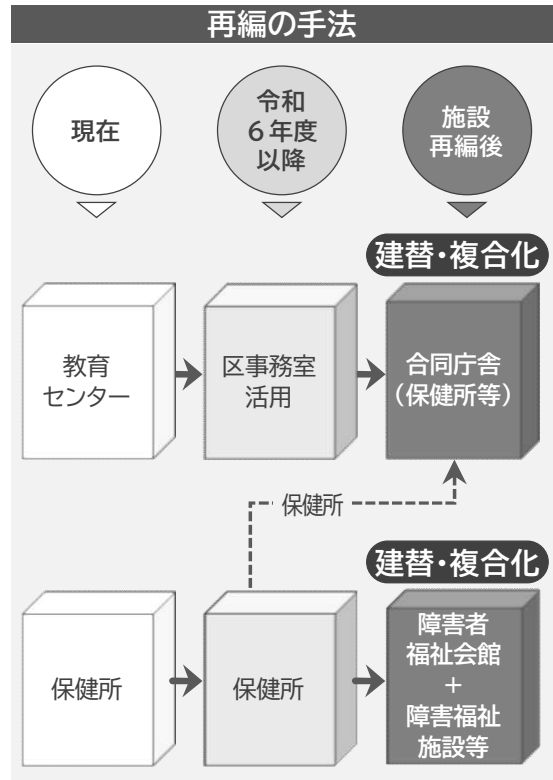 再編の手法
現在
令和
6年度
以降
施設
再編後
建替・複合化
教育
センター
区事務室
活用
合同庁舎
（保健所等）
保健所
建替・複合化
保健所
保健所
障害者
福祉会館
+
障害福祉
施設等